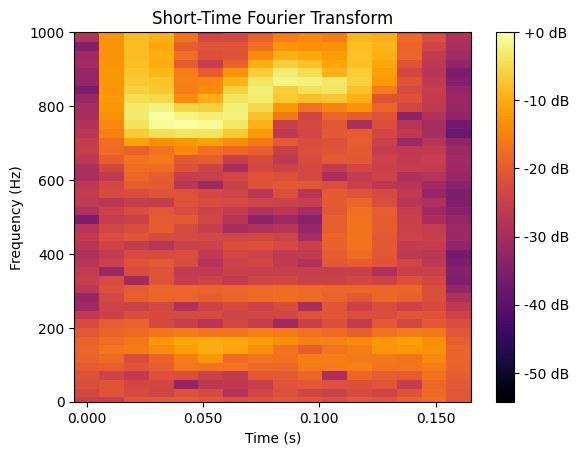 Short-Time Fourier Transform
1000
800
600
400
200
0
Frequency (Hz)
0.000
0.050
0.100
0.150
Time (s)
+0 dB
-10 dB
-20 dB
-30 dB
-40 dB
-50 dB